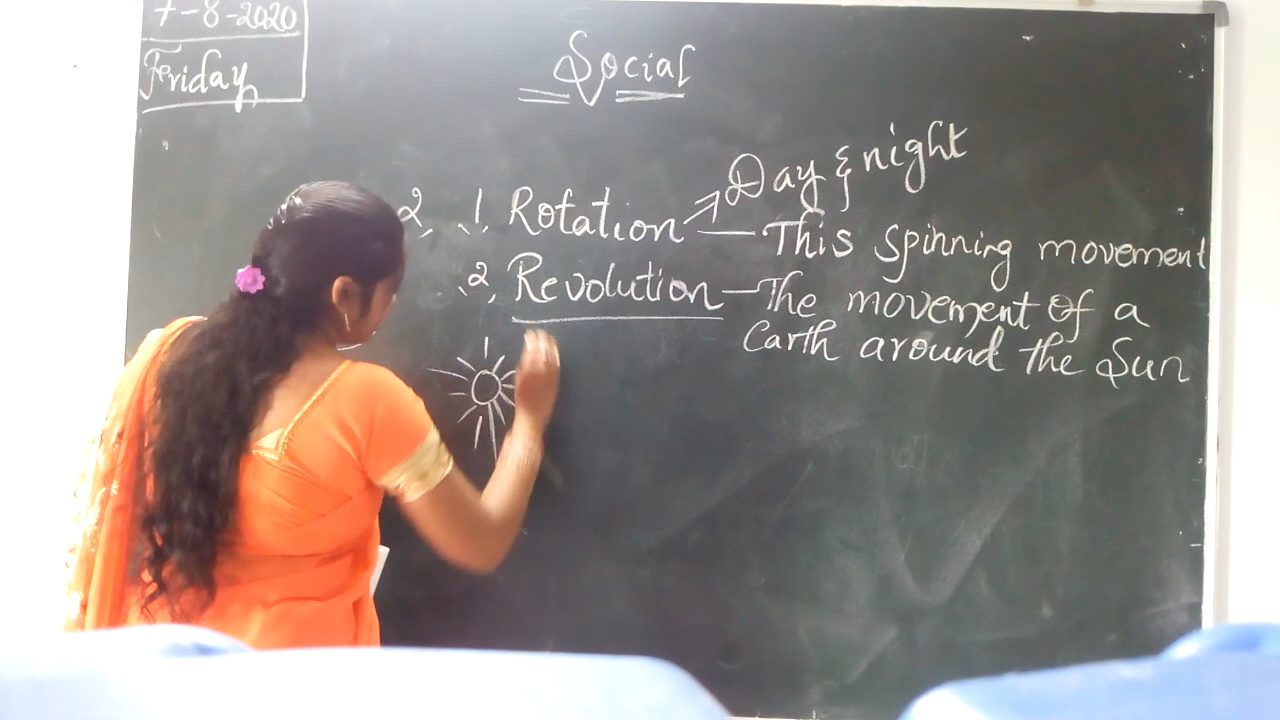 7-8-2020
Friday
Social
Day & night
2, 1, Rotation — This spinning movement
2, Revolution — The movement of a
Earth around the Sun